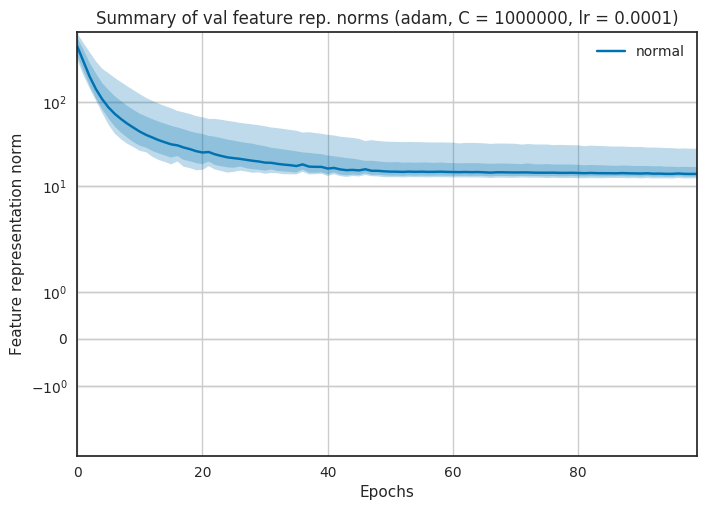 Summary of val feature rep. norms (adam, C = 1000000, lr = 0.0001)
normal
Feature representation norm
10²
10¹
10⁰
0
−10⁰
0 20 40 60 80
Epochs